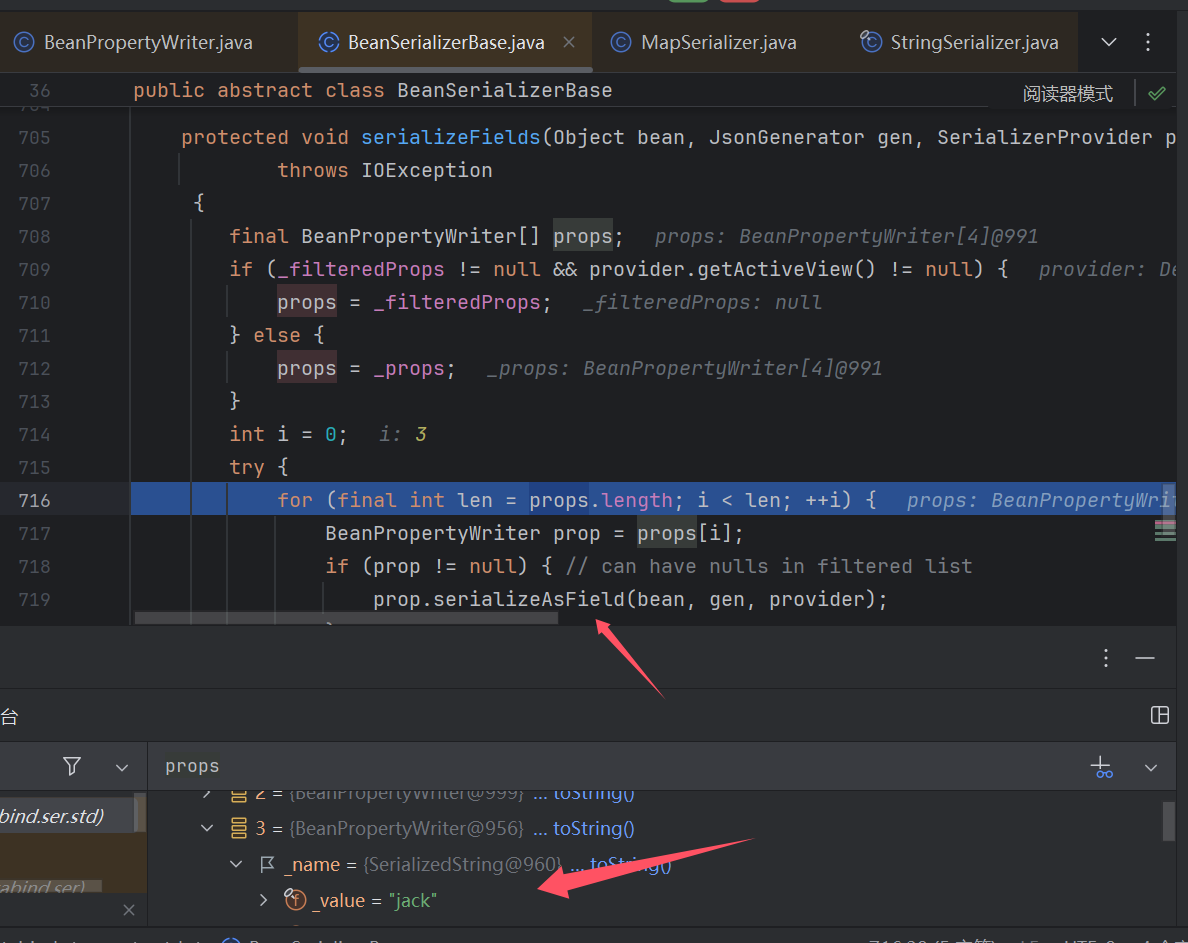 BeanPropertyWriter.java BeanSerializerBase.java MapSerializer.java StringSerializer.java
36 public abstract class BeanSerializerBase 阅读器模式
704
705 protected void serializeFields(Object bean, JsonGenerator gen, SerializerProvider p
706 throws IOException
707 {
708 final BeanPropertyWriter[] props; props: BeanPropertyWriter[4]@991
709 if (_filteredProps != null && provider.getActiveView() != null) { provider: De
710 props = _filteredProps; _filteredProps: null
711 } else {
712 props = _props; _props: BeanPropertyWriter[4]@991
713 }
714 int i = 0; i: 3
715 try {
716 for (final int len = props.length; i < len; ++i) { props: BeanPropertyWrit
717 BeanPropertyWriter prop = props[i];
718 if (prop != null) { // can have nulls in filtered list
719 prop.serializeAsField(bean, gen, provider);
台
props
2 = {BeanPropertyWriter@999} ... toString()
bind.ser.std)
3 = {BeanPropertyWriter@956} ... toString()
_name = {SerializedString@960} ... toString()
abind.ser)
_value = "jack"